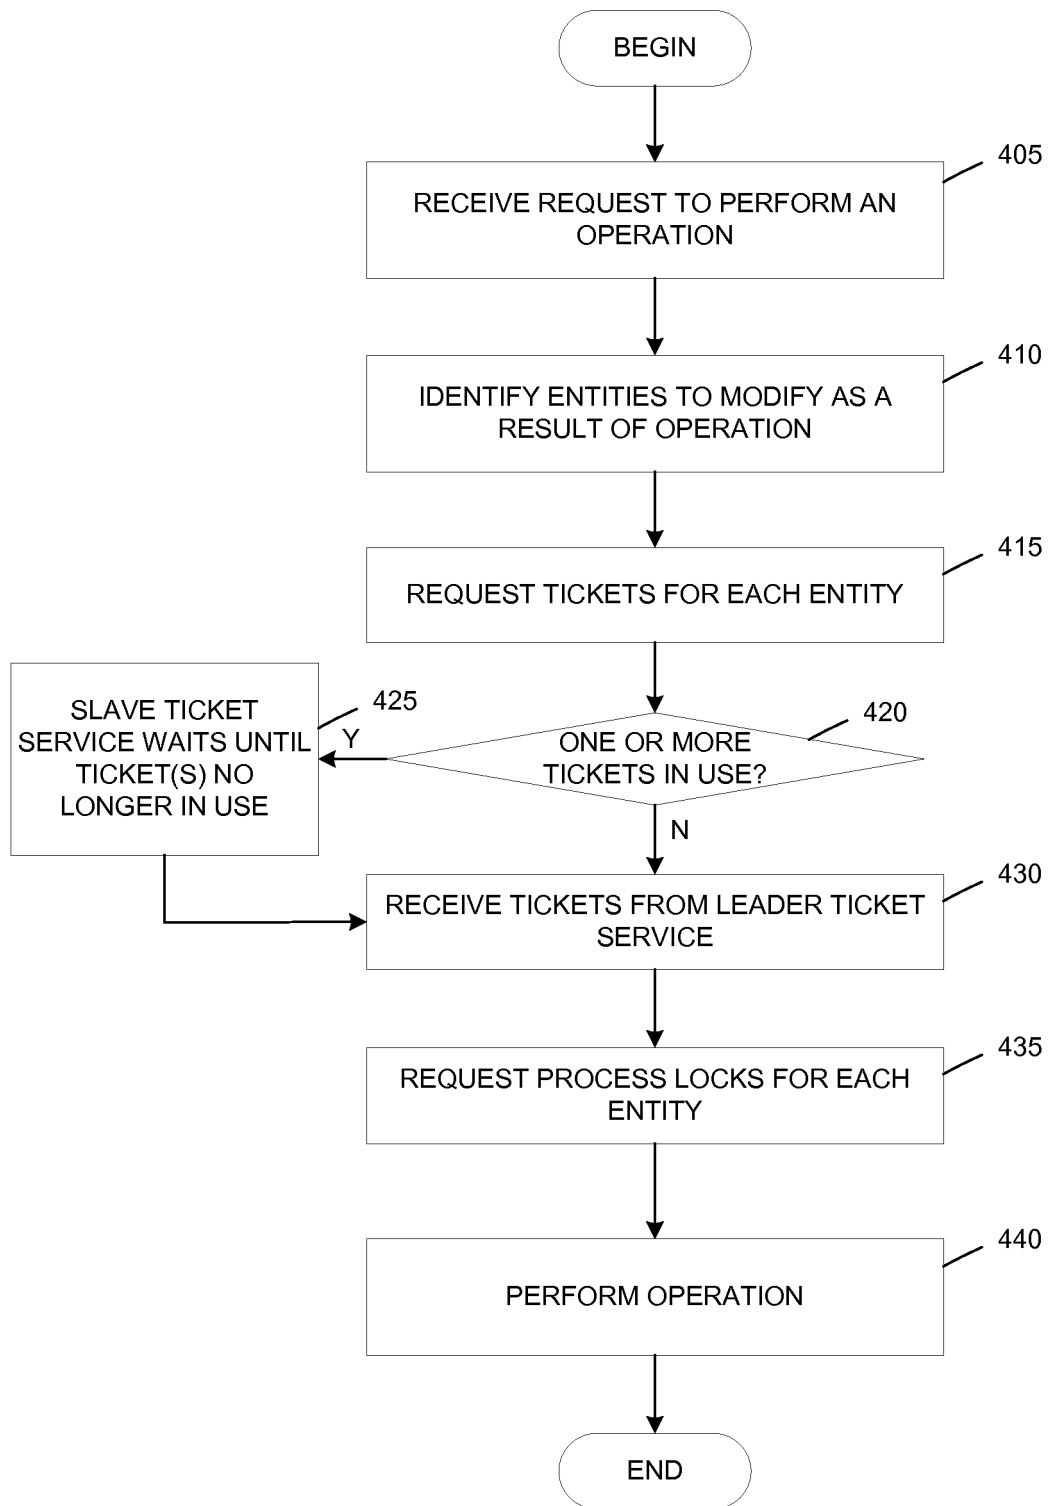 BEGIN
405
RECEIVE REQUEST TO PERFORM AN
OPERATION
410
IDENTIFY ENTITIES TO MODIFY AS A
RESULT OF OPERATION
415
REQUEST TICKETS FOR EACH ENTITY
420
ONE OR MORE
TICKETS IN USE?
Y
425
SLAVE TICKET
SERVICE WAITS UNTIL
TICKET(S) NO
LONGER IN USE
N
430
RECEIVE TICKETS FROM LEADER TICKET
SERVICE
435
REQUEST PROCESS LOCKS FOR EACH
ENTITY
440
PERFORM OPERATION
END